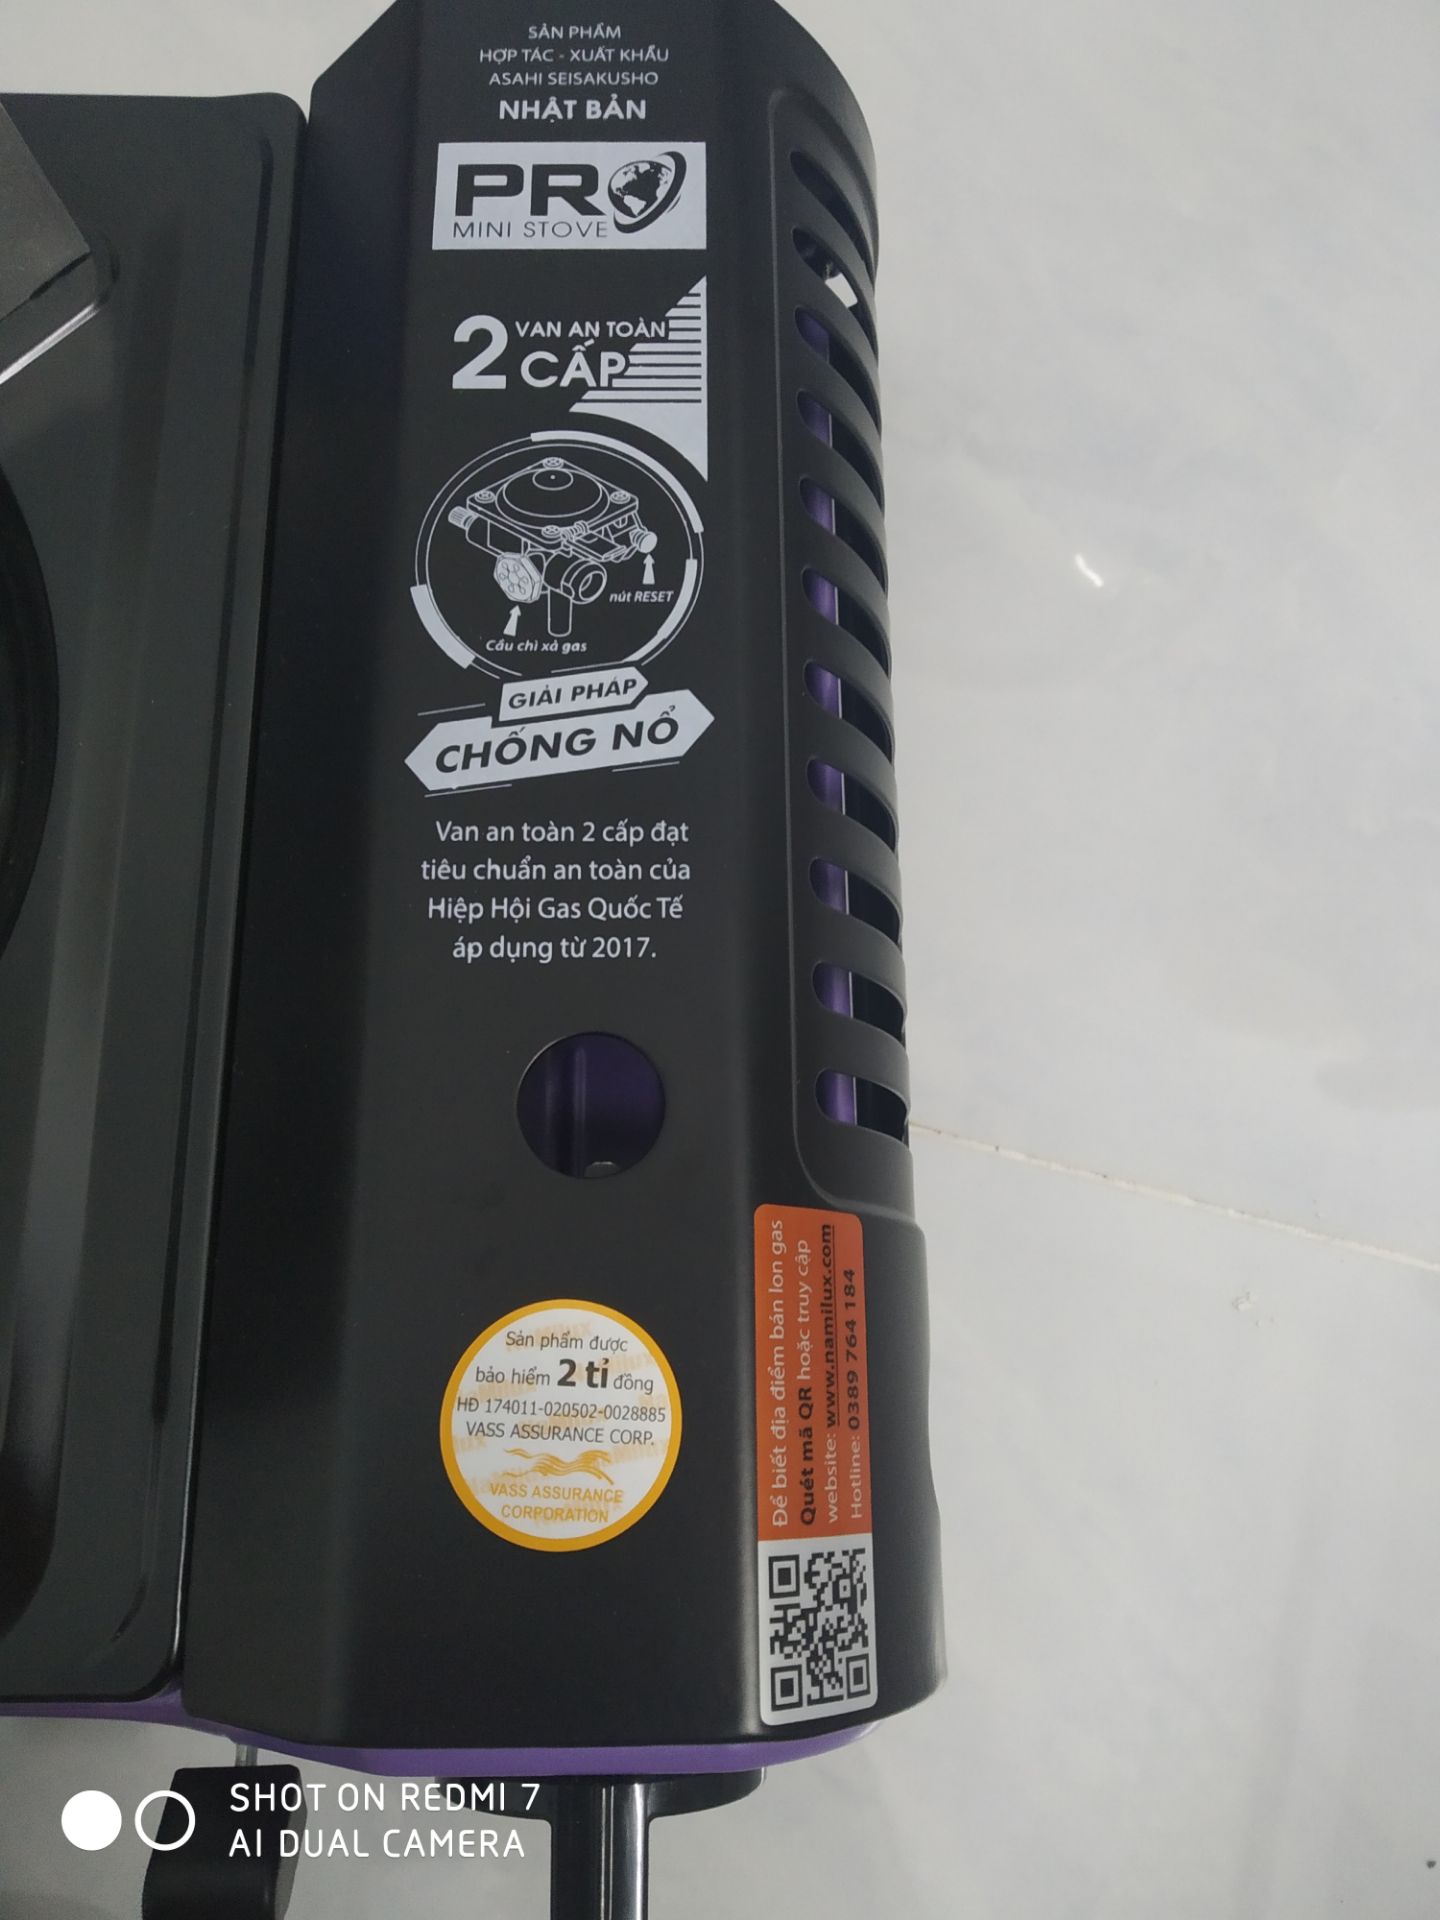 SẢN PHẨM
HỢP TÁC - XUẤT KHẨU
ASAHI SEISAKUSHO
NHẬT BẢN
PRO
MINI STOVE
2 VAN AN TOÀN
CẤP
nút RESET
Cầu chì xả gas
GIẢI PHÁP
CHỐNG NỔ
Van an toàn 2 cấp đạt
tiêu chuẩn an toàn của
Hiệp Hội Gas Quốc Tế
áp dụng từ 2017.
Để biết địa điểm bán lon gas
Quét mã QR hoặc truy cập
website: www.namilux.com
Hotline: 0389 764 184
Sản phẩm được
bảo hiểm 2 tỉ đồng
HĐ 174011-020502-0028885
VASS ASSURANCE CORP.
VASS ASSURANCE
CORPORATION
SHOT ON REDMI 7
AI DUAL CAMERA